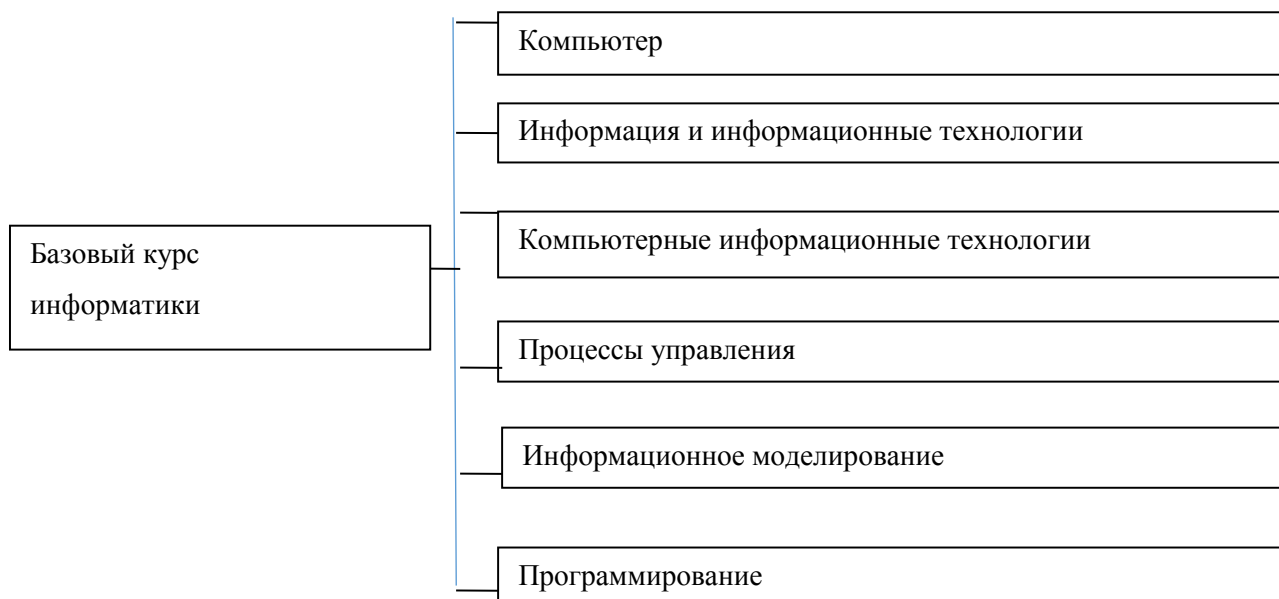 Компьютер
Информация и информационные технологии
Компьютерные информационные технологии
Базовый курс
информатики
Процессы управления
Информационное моделирование
Программирование